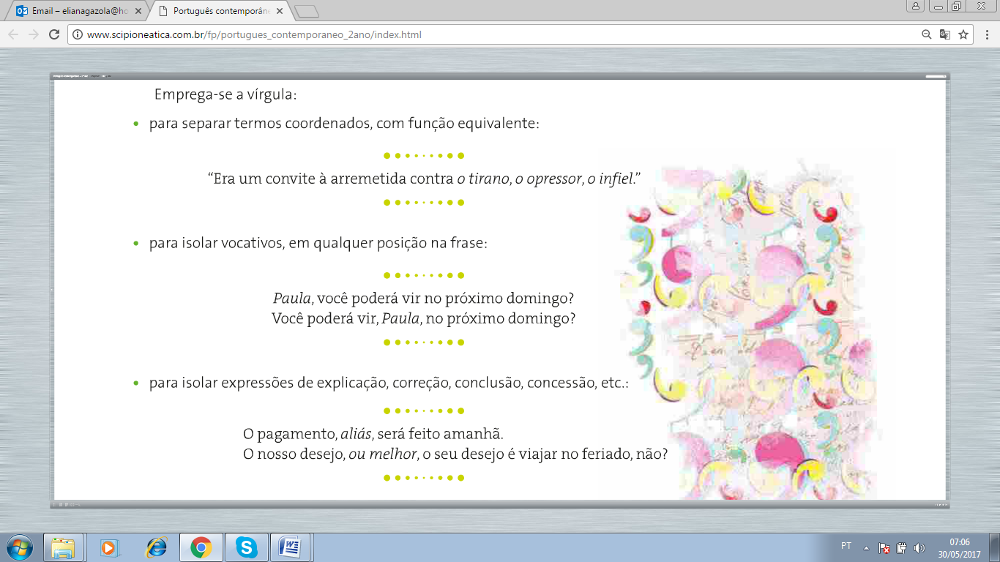 Email – elianagazola@ho
Português contemporâne
www.scipioneatica.com.br/fp/portugues_contemporaneo_2ano/index.html
Emprega-se a vírgula:
• para separar termos coordenados, com função equivalente:
“Era um convite à arremetida contra o tirano, o opressor, o infiel.”
• para isolar vocativos, em qualquer posição na frase:
Paula, você poderá vir no próximo domingo?
Você poderá vir, Paula, no próximo domingo?
• para isolar expressões de explicação, correção, conclusão, concessão, etc.:
O pagamento, aliás, será feito amanhã.
O nosso desejo, ou melhor, o seu desejo é viajar no feriado, não?
PT
07:06
30/05/2017